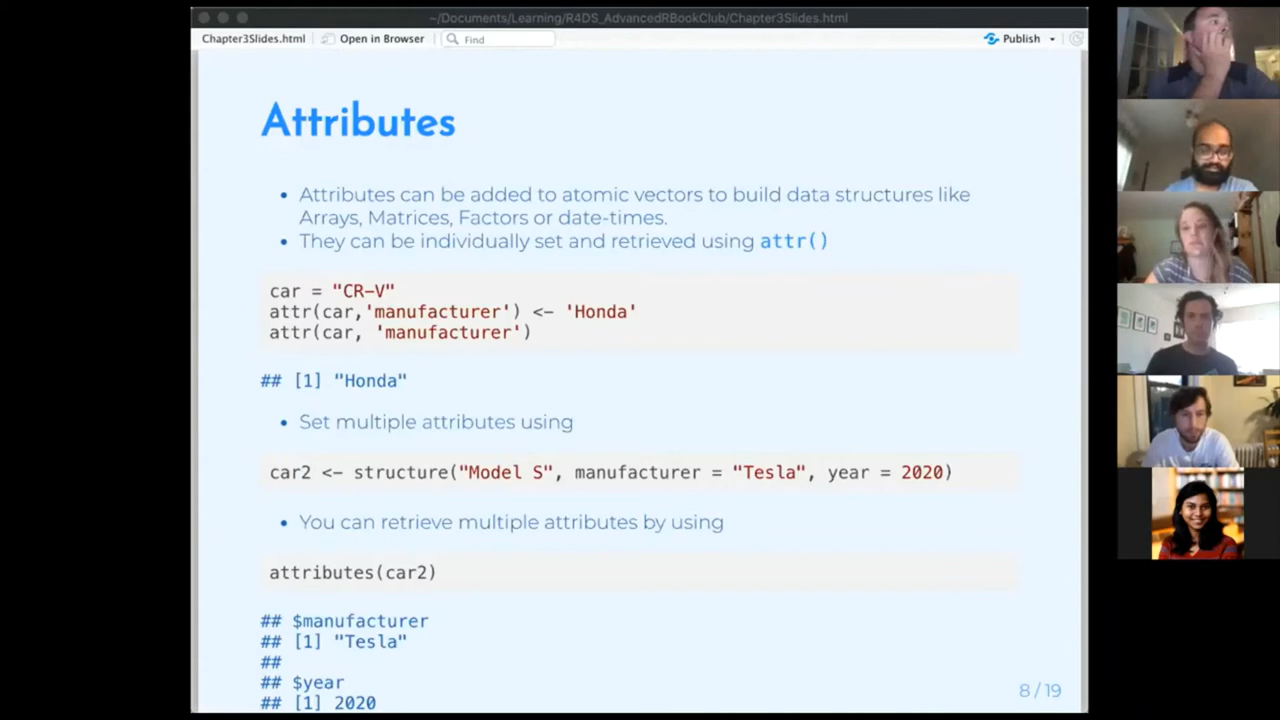 ~/Documents/Learning/R4DS_AdvancedRBookClub/Chapter3Slides.html
Chapter3Slides.html Open in Browser Find Publish
Attributes
• Attributes can be added to atomic vectors to build data structures like
Arrays, Matrices, Factors or date-times.
• They can be individually set and retrieved using attr()
car = "CR-V"
attr(car,'manufacturer') <- 'Honda'
attr(car, 'manufacturer')
## [1] "Honda"
• Set multiple attributes using
car2 <- structure("Model S", manufacturer = "Tesla", year = 2020)
• You can retrieve multiple attributes by using
attributes(car2)
## $manufacturer
## [1] "Tesla"
##
## $year
## [1] 2020
8 / 19